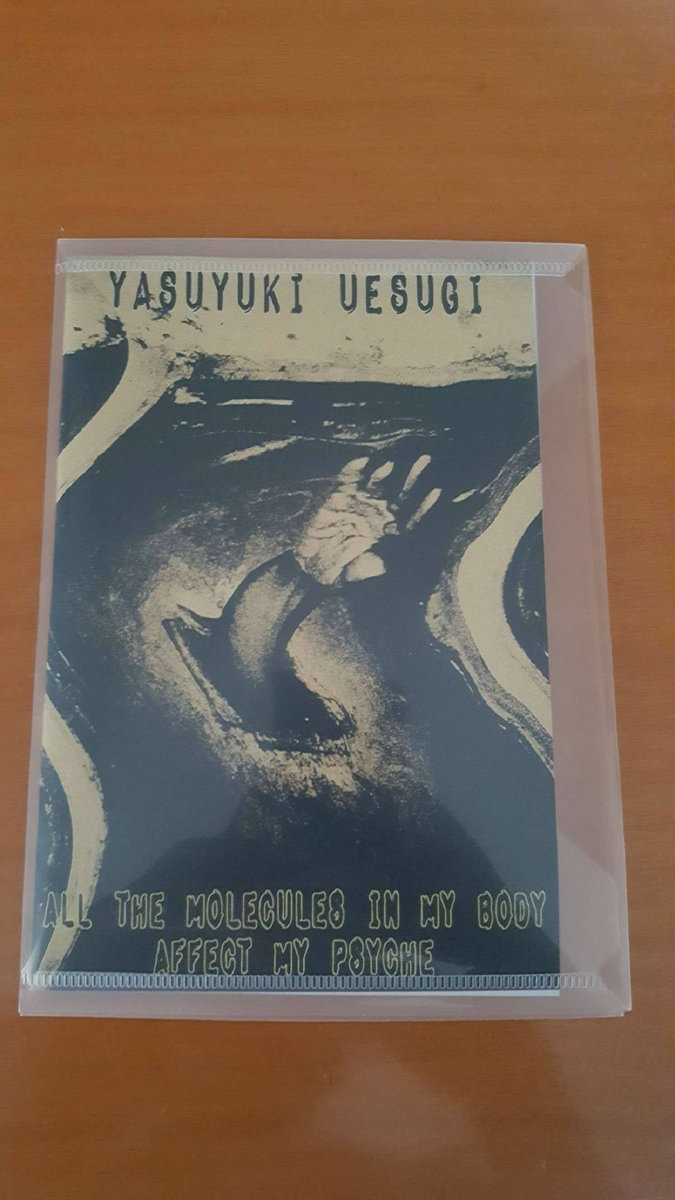 YASUYUKI UESUGI
ALL THE MOLECULES IN MY BODY
AFFECT MY PSYCHE